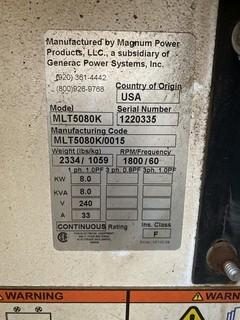 Manufactured by Magnum Power
Products, LLC., a subsidiary of
Generac Power Systems, Inc.
(920) 361-4442
(800)926-9768
Country of Origin
USA
Model
Serial Number
MLT5080K
1220335
Manufacturing Code
MLT5080K/0015
Weight (lbs/kg)
RPM/Frequency
2334 / 1059
1800 / 60
1 ph. 1.0PF
3 ph. 0.8PF
3ph. 1.0PF
KW 8.0
KVA 8.0
V 240
A 33
CONTINUOUS Rating
Ins. Class
F
WARNING
WARNING